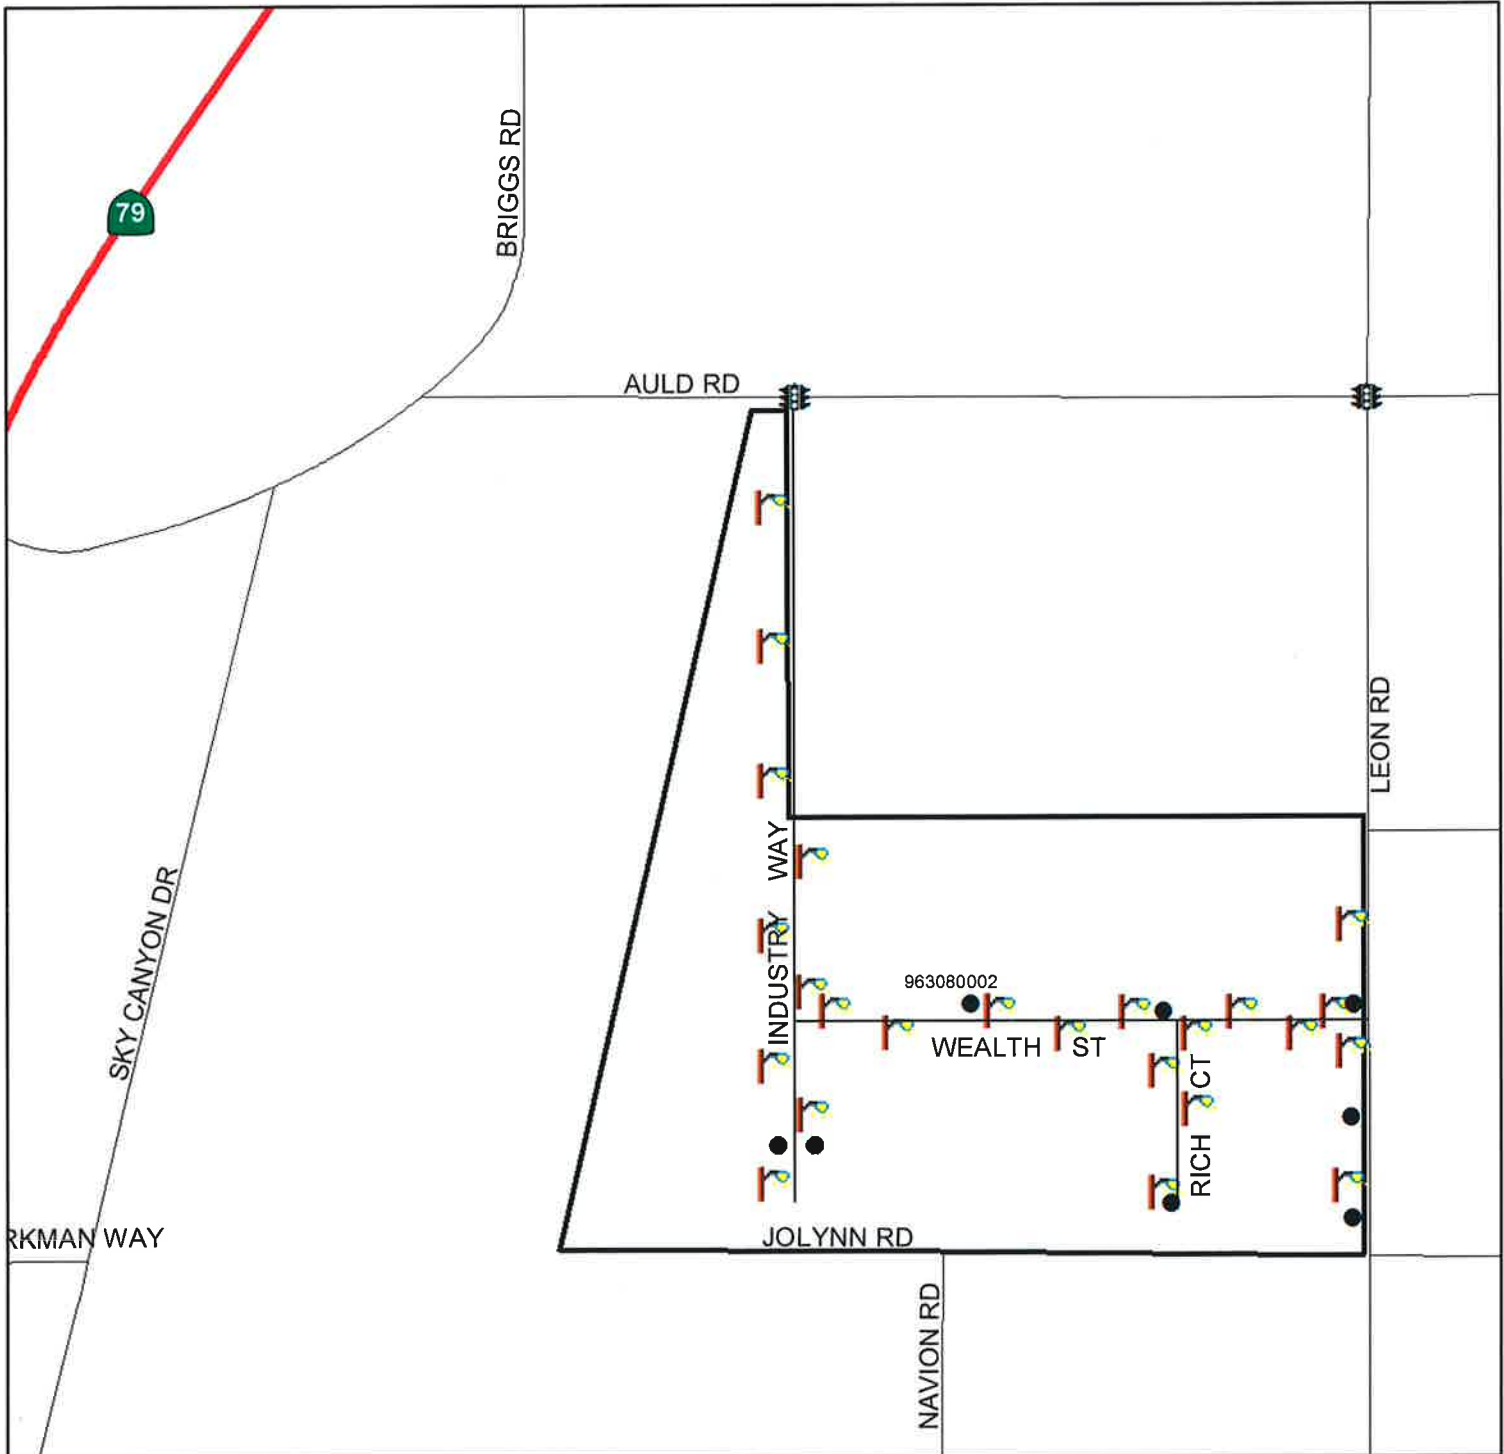 79
BRIGGS RD
AULD RD
LEON RD
INDUSTRY WAY
SKY CANYON DR
963080002
WEALTH ST
RICH CT
RKMAN WAY
JOLYNN RD
NAVION RD